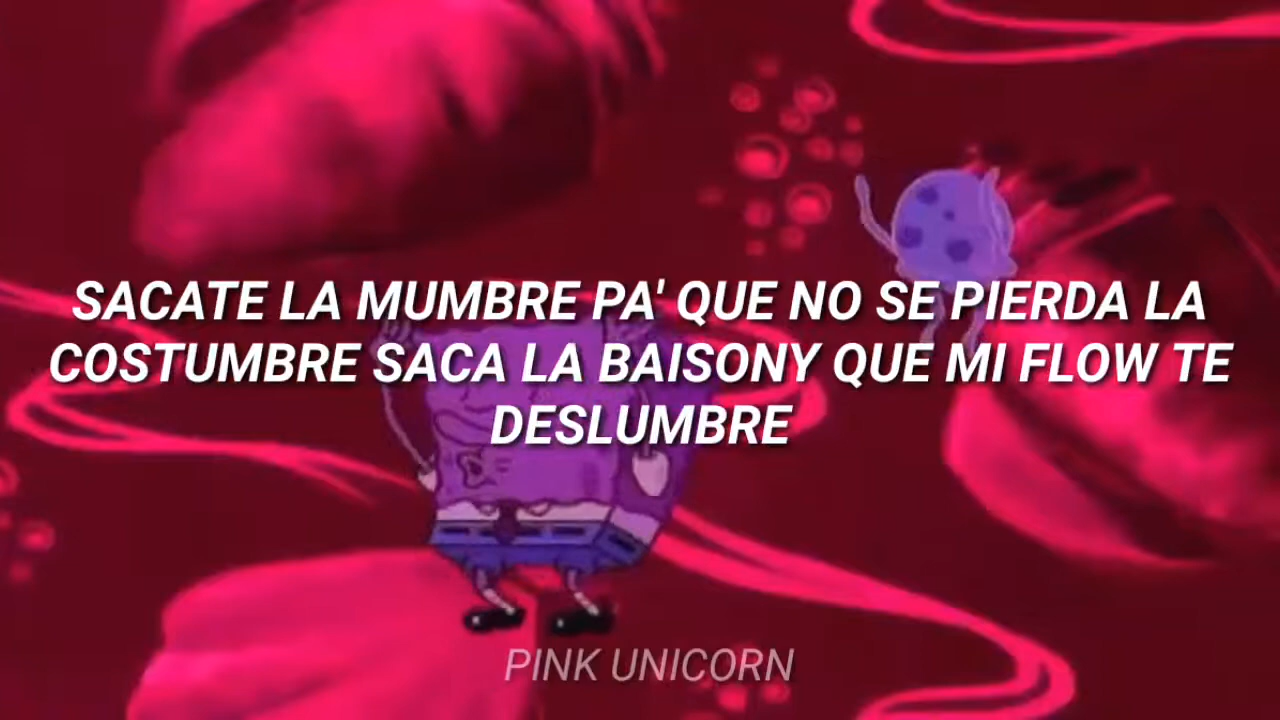 SACATE LA MUMBRE PA' QUE NO SE PIERDA LA
COSTUMBRE SACA LA BAISONY QUE MI FLOW TE
DESLUMBRE
PINK UNICORN